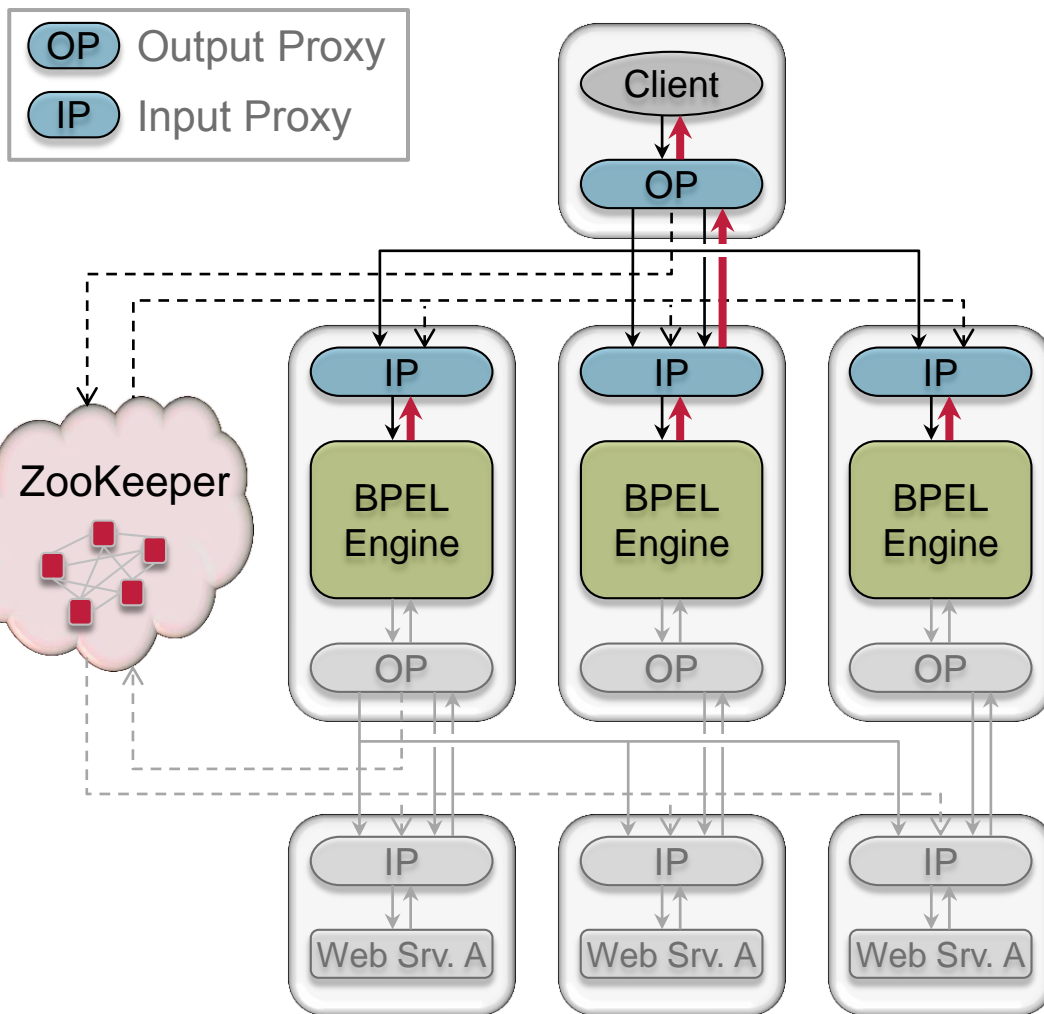 OP Output Proxy
IP Input Proxy
Client
OP
IP IP IP
ZooKeeper
BPEL
Engine
BPEL
Engine
BPEL
Engine
OP OP OP
IP IP IP
Web Srv. A Web Srv. A Web Srv. A